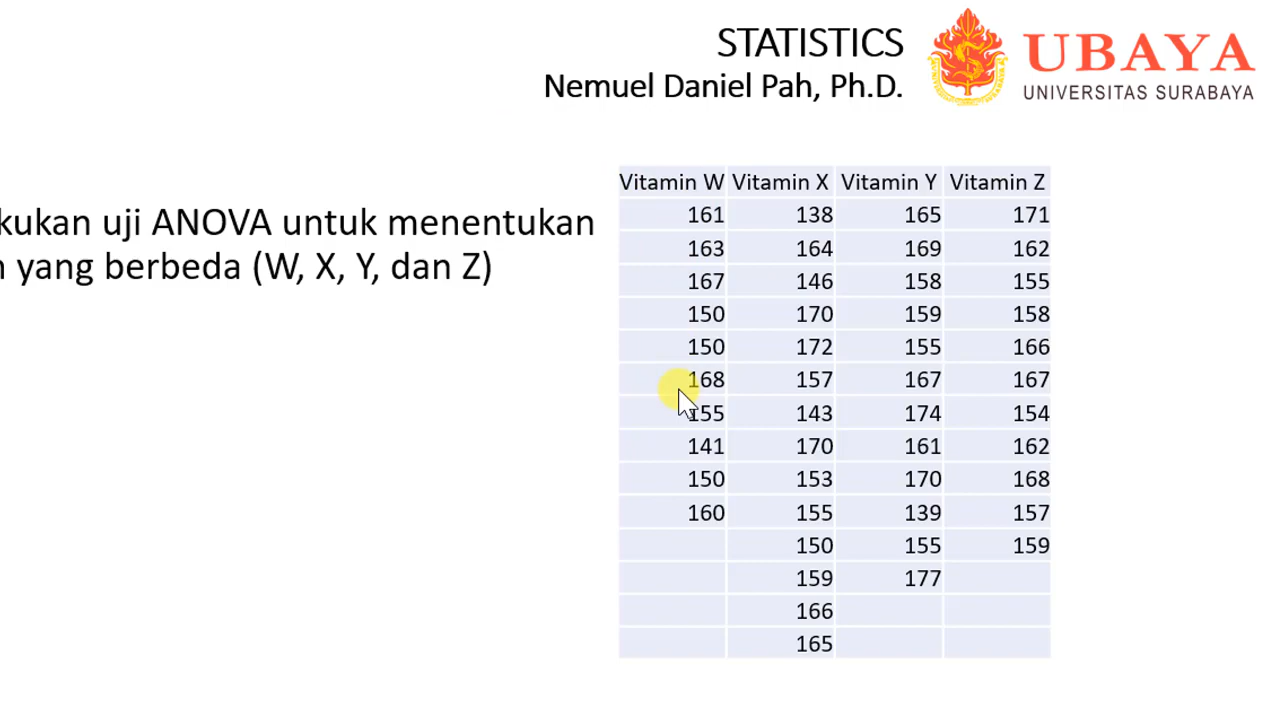 STATISTICS
Nemuel Daniel Pah, Ph.D.
UBAYA
UNIVERSITAS SURABAYA
kukan uji ANOVA untuk menentukan
n yang berbeda (W, X, Y, dan Z)
Vitamin W Vitamin X Vitamin Y Vitamin Z
161 138 165 171
163 164 169 162
167 146 158 155
150 170 159 158
150 172 155 166
168 157 167 167
155 143 174 154
141 170 161 162
150 153 170 168
160 155 139 157
150 155 159
159 177
166
165